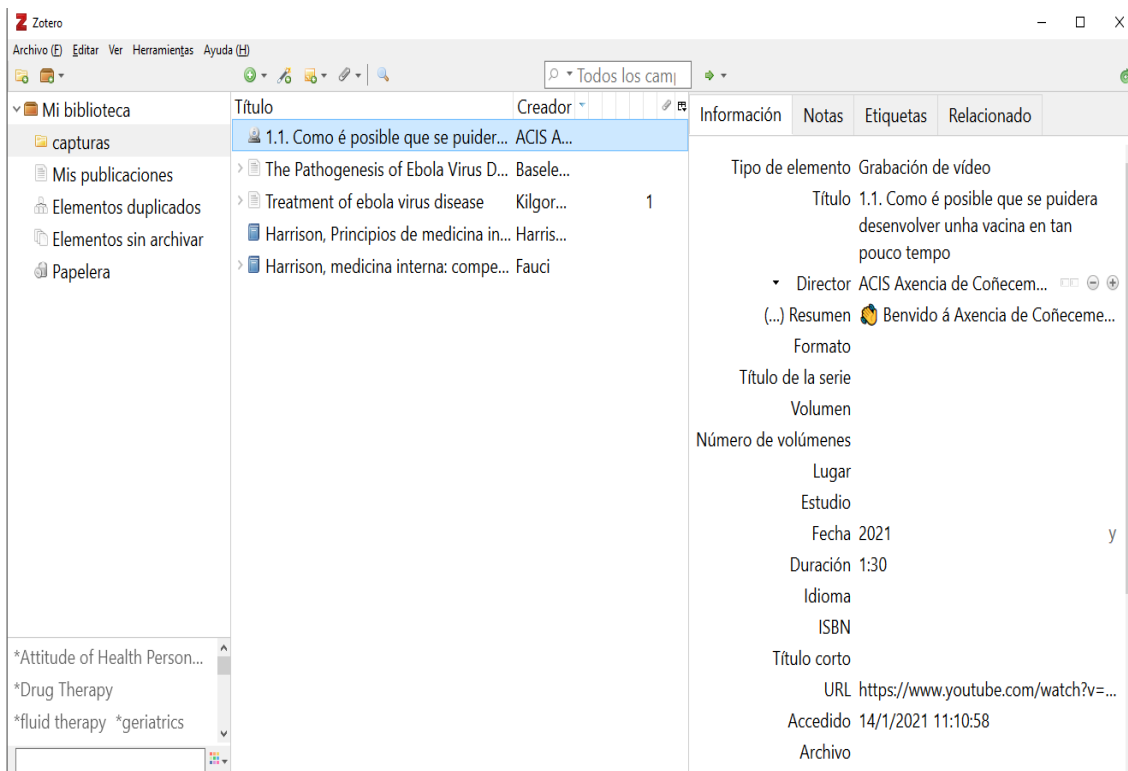 Zotero
Archivo (F) Editar Ver Herramientas Ayuda (H)
Todos los cam
Mi biblioteca
capturas
Mis publicaciones
Elementos duplicados
Elementos sin archivar
Papelera
*Attitude of Health Person...
*Drug Therapy
*fluid therapy *geriatrics
Título Creador
1.1. Como é posible que se puider... ACIS A...
The Pathogenesis of Ebola Virus D... Basele...
Treatment of ebola virus disease Kilgor... 1
Harrison, Principios de medicina in... Harris...
Harrison, medicina interna: compe... Fauci
Información Notas Etiquetas Relacionado
Tipo de elemento Grabación de vídeo
Título 1.1. Como é posible que se puidera
desenvolver unha vacina en tan
pouco tempo
Director ACIS Axencia de Coñecem...
(...) Resumen 👏 Benvido á Axencia de Coñeceme...
Formato
Título de la serie
Volumen
Número de volúmenes
Lugar
Estudio
Fecha 2021 y
Duración 1:30
Idioma
ISBN
Título corto
URL https://www.youtube.com/watch?v=...
Accedido 14/1/2021 11:10:58
Archivo